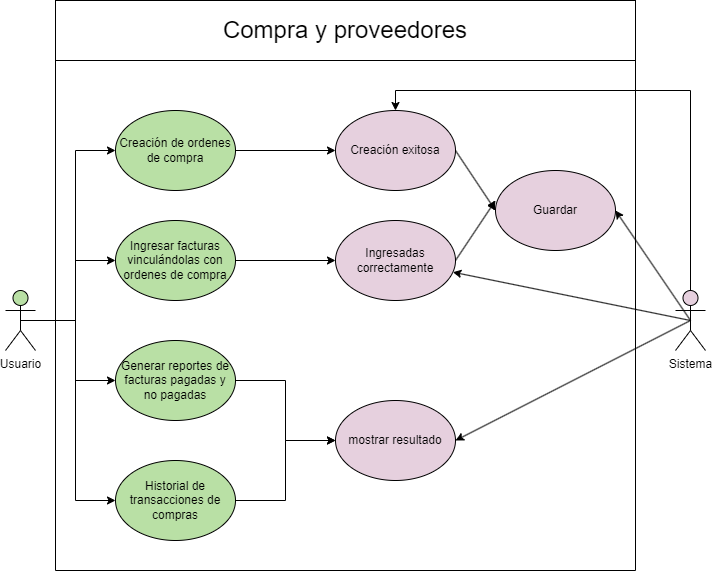 Compra y proveedores
Creación de ordenes
de compra
Creación exitosa
Guardar
Ingresar facturas
vinculándolas con
ordenes de compra
Ingresadas
correctamente
Usuario
Sistema
Generar reportes de
facturas pagadas y
no pagadas
mostrar resultado
Historial de
transacciones de
compras